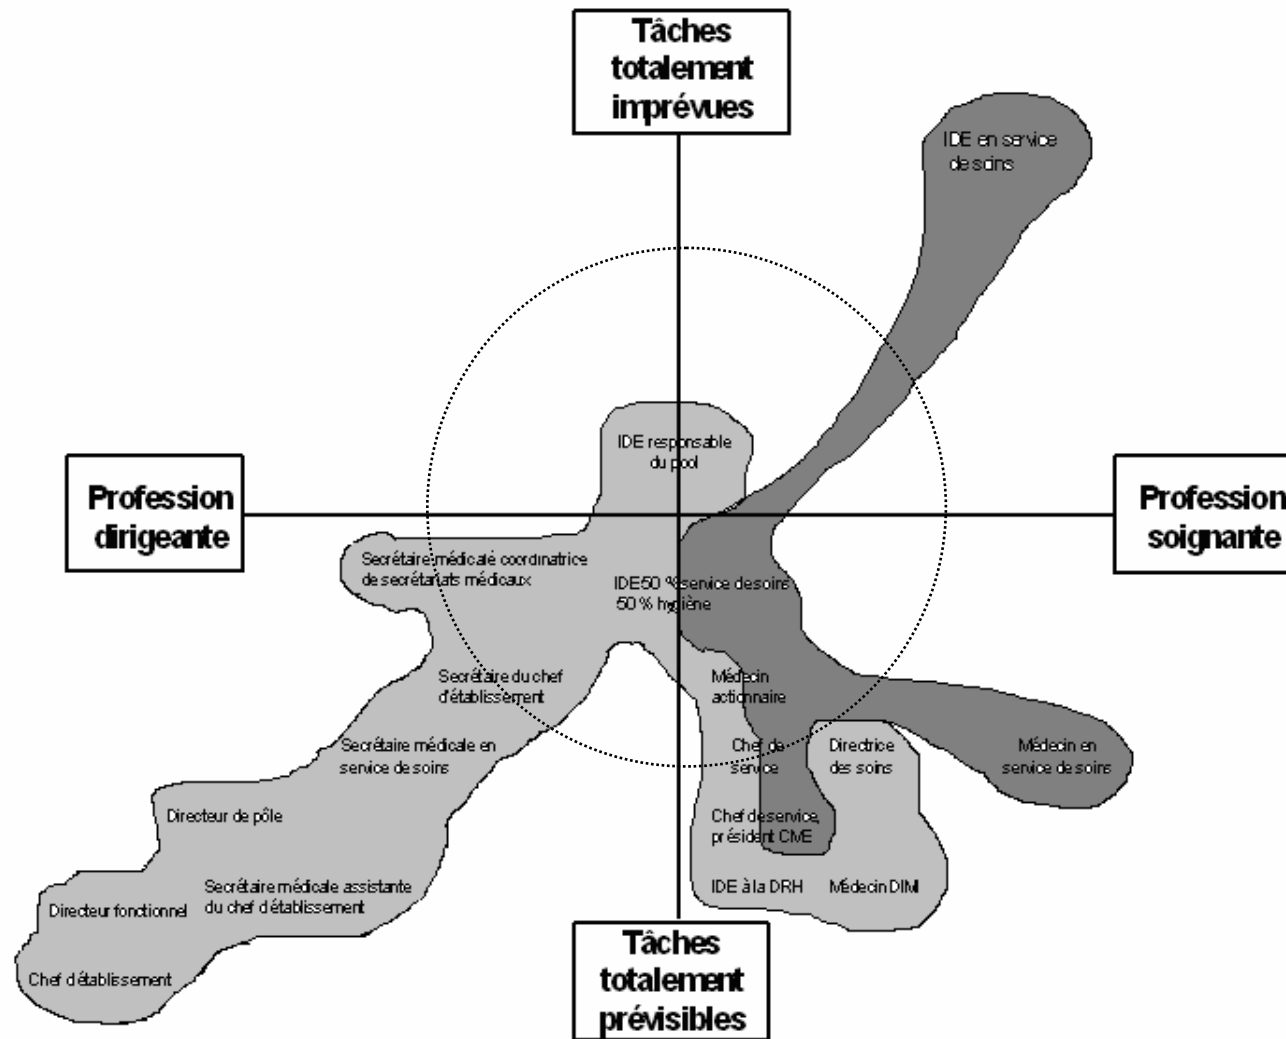 Tâches
totalement
imprévues
IDE en service
de soins
IDE responsable
du pool
Profession
dirigeante
Profession
soignante
Secrétaire médicale coordinatrice
de secrétariats médicaux
IDE 50 % service de soins
50 % hygiène
Secrétaire du chef
d'établissement
Médecin
actionnaire
Secrétaire médicale en
service de soins
Chef de
service
Directrice
des soins
Médecin en
service de soins
Directeur de pôle
Chef de service,
président CME
Secrétaire médicale assistante
du chef d'établissement
IDE à la DRH
Médecin DIM
Directeur fonctionnel
Chef d'établissement
Tâches
totalement
prévisibles